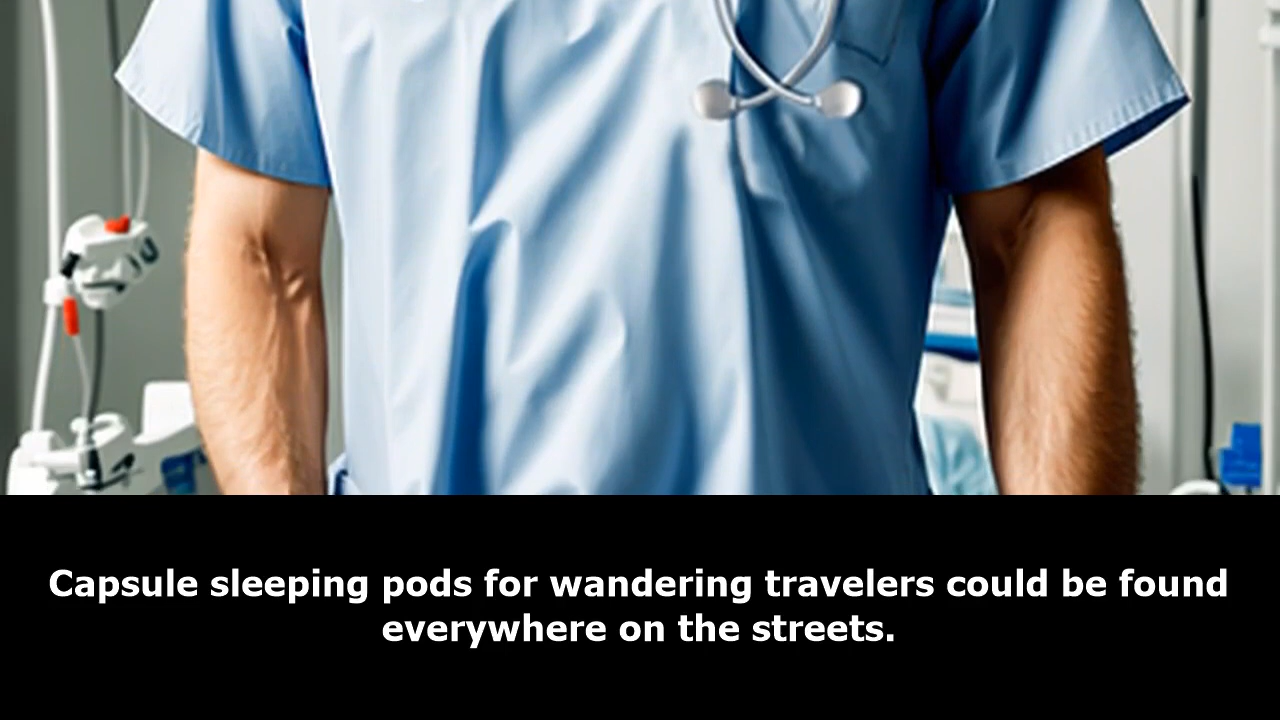 Capsule sleeping pods for wandering travelers could be found
everywhere on the streets.